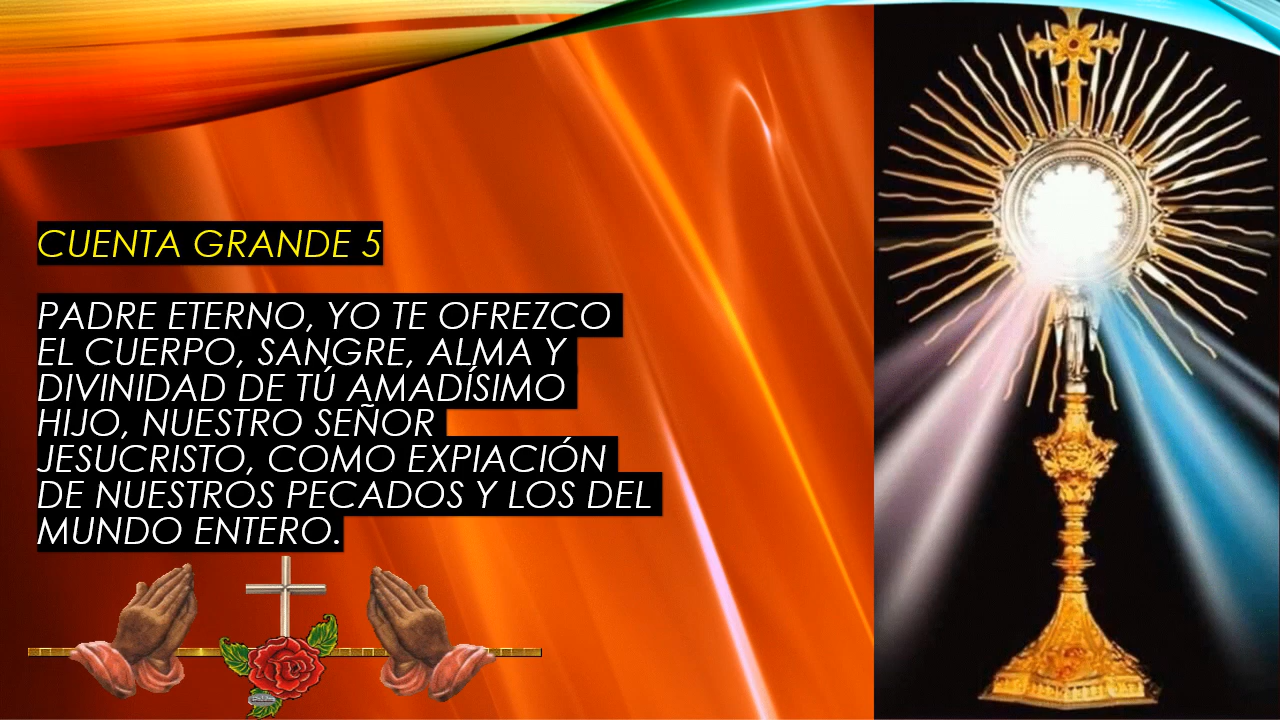 CUENTA GRANDE 5
PADRE ETERNO, YO TE OFREZCO
EL CUERPO, SANGRE, ALMA Y
DIVINIDAD DE TÚ AMADÍSIMO
HIJO, NUESTRO SEÑOR
JESUCRISTO, COMO EXPIACIÓN
DE NUESTROS PECADOS Y LOS DEL
MUNDO ENTERO.